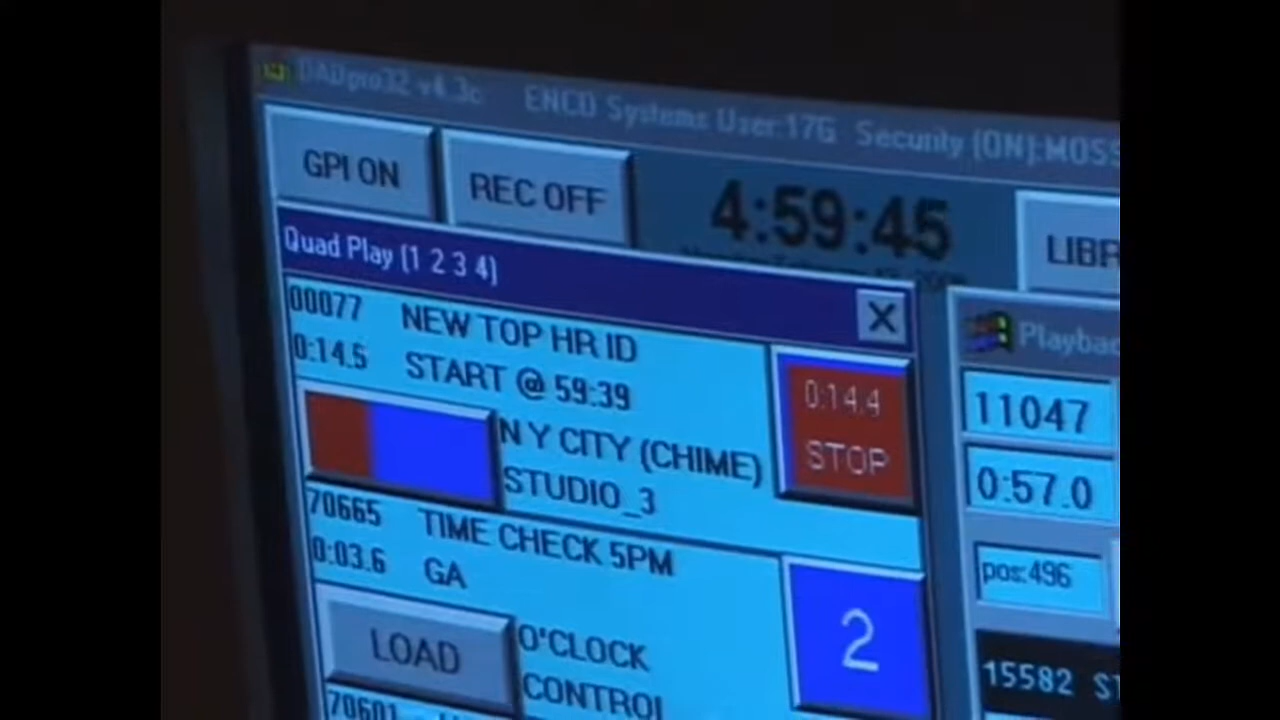 DADpro32 v4.3c ENCO Systems User:17G Security (ON):MOSS
GPI ON
REC OFF
4:59:45
LIBR
Quad Play (1 2 3 4)
00077 NEW TOP HR ID
0:14.5 START @ 59:39
0:14.4
STOP
N Y CITY (CHIME)
STUDIO_3
70665 TIME CHECK 5PM
0:03.6 GA
2
LOAD
O'CLOCK
CONTROL
70601
Playbac
11047
0:57.0
pos:496
15582 ST